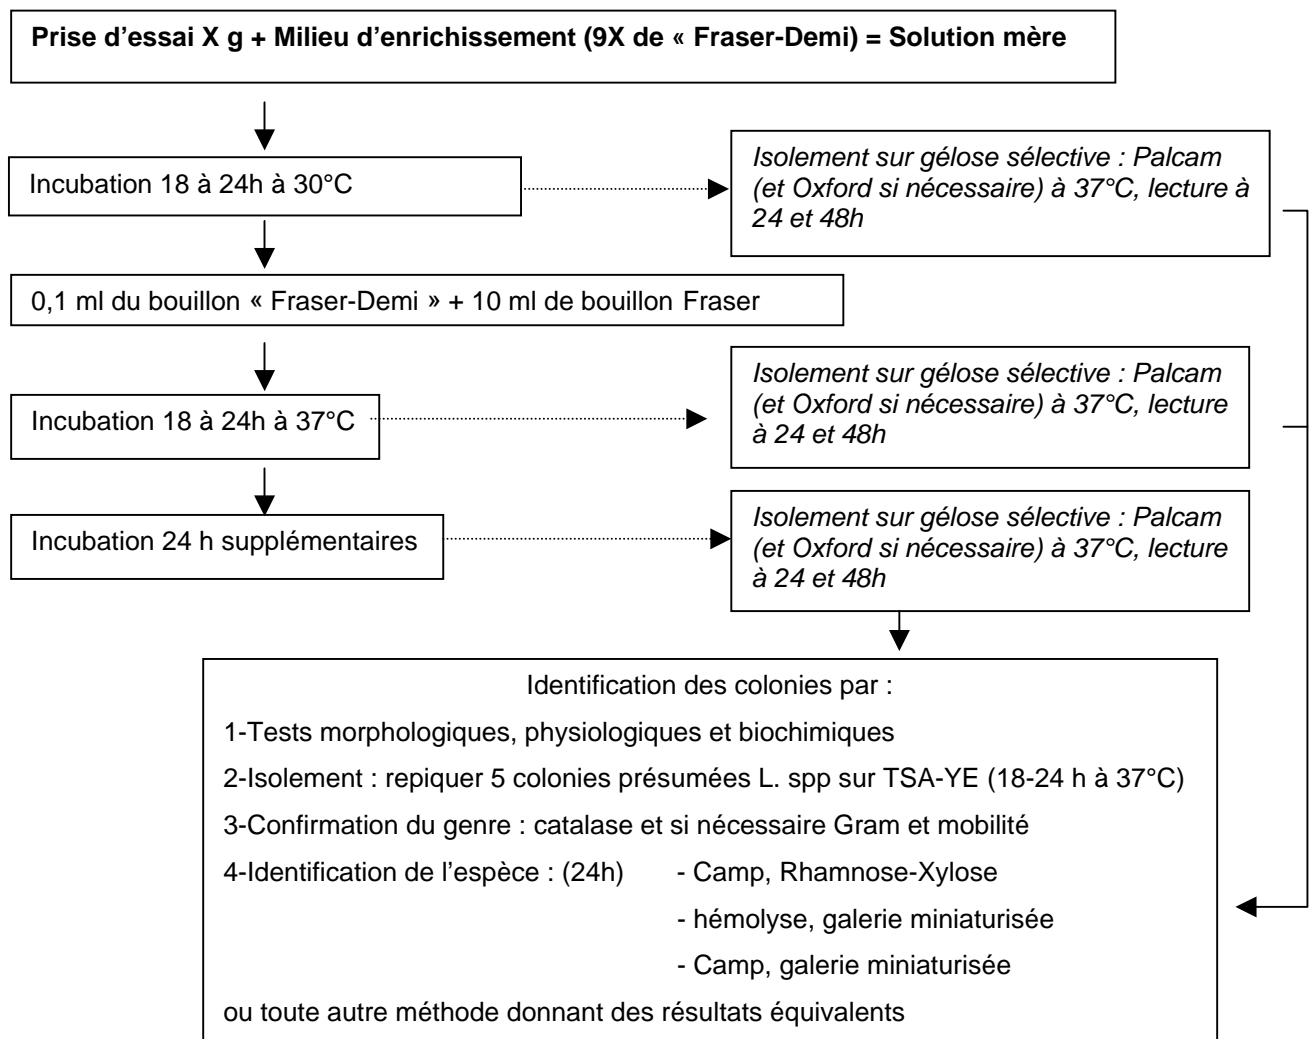 Prise d'essai X g + Milieu d'enrichissement (9X de « Fraser-Demi) = Solution mère
Incubation 18 à 24h à 30°C
Isolement sur gélose sélective : Palcam
(et Oxford si nécessaire) à 37°C, lecture à
24 et 48h
0,1 ml du bouillon « Fraser-Demi » + 10 ml de bouillon Fraser
Incubation 18 à 24h à 37°C
Isolement sur gélose sélective : Palcam
(et Oxford si nécessaire) à 37°C, lecture
à 24 et 48h
Incubation 24 h supplémentaires
Isolement sur gélose sélective : Palcam
(et Oxford si nécessaire) à 37°C, lecture
à 24 et 48h
Identification des colonies par :
1-Tests morphologiques, physiologiques et biochimiques
2-Isolement : repiquer 5 colonies présumées L. spp sur TSA-YE (18-24 h à 37°C)
3-Confirmation du genre : catalase et si nécessaire Gram et mobilité
4-Identification de l'espèce : (24h) - Camp, Rhamnose-Xylose
- hémolyse, galerie miniaturisée
- Camp, galerie miniaturisée
ou toute autre méthode donnant des résultats équivalents